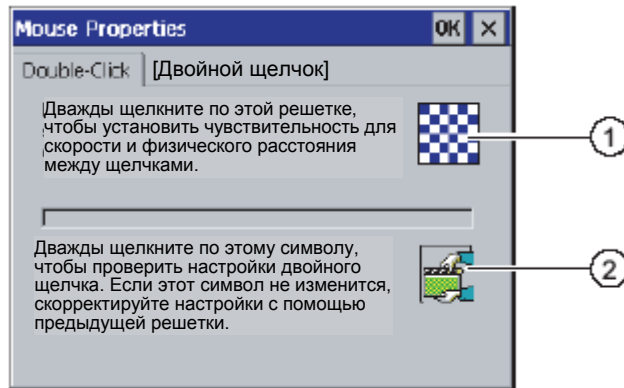 Mouse Properties OK ×
Double-Click [Двойной щелчок]
Дважды щелкните по этой решетке,
чтобы установить чувствительность для
скорости и физического расстояния
между щелчками.
1
Дважды щелкните по этому символу,
чтобы проверить настройки двойного
щелчка. Если этот символ не изменится,
скорректируйте настройки с помощью
предыдущей решетки.
2